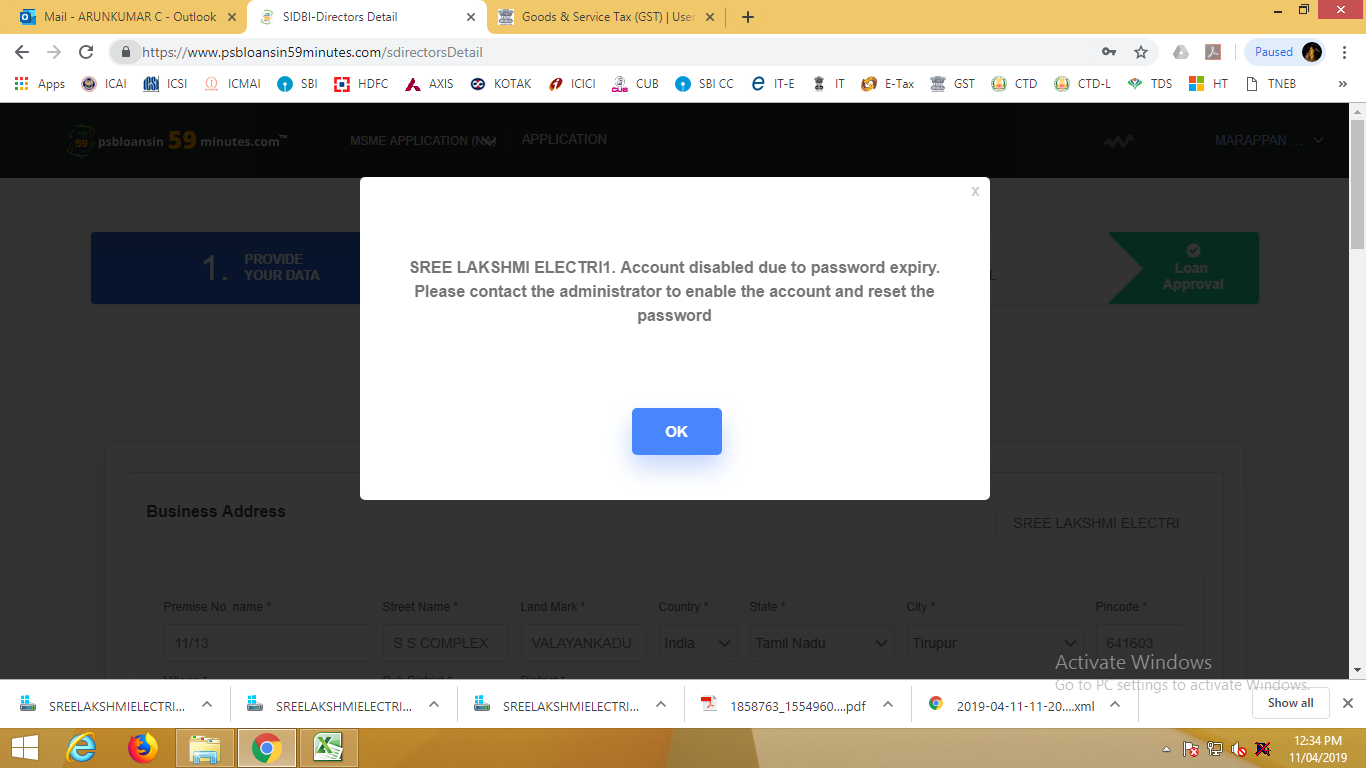 Mail - ARUNKUMAR C - Outlook
SIDBI-Directors Detail
Goods & Service Tax (GST) | User
https://www.psbloansin59minutes.com/sdirectorsDetail
Paused
Apps ICAI ICSI ICMAI SBI HDFC AXIS KOTAK ICICI CUB SBI CC IT-E IT E-Tax GST CTD CTD-L TDS HT TNEB »
psbloansin 59 minutes.com™
MSME APPLICATION
APPLICATION
MARAPPAN ...
1. PROVIDE
YOUR DATA
Loan
Approval
X
SREE LAKSHMI ELECTRI1. Account disabled due to password expiry.
Please contact the administrator to enable the account and reset the
password
OK
Business Address
SREE LAKSHMI ELECTRI
Premise No. name * Street Name * Land Mark * Country * State * City * Pincode *
11/13 S S COMPLEX VALAYANKADU India Tamil Nadu Tirupur 641603
Activate Windows
Go to PC settings to activate Windows.
SREELAKSHMIELECTRI... SREELAKSHMIELECTRI... SREELAKSHMIELECTRI... 1858763_1554960....pdf 2019-04-11-11-20....xml Show all
12:34 PM
11/04/2019